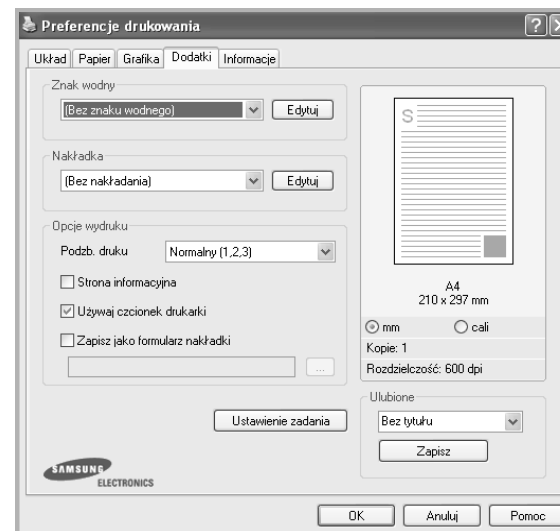 Preferencje drukowania
Układ Papier Grafika Dodatki Informacje
Znak wodny
(Bez znaku wodnego) Edytuj
Nakładka
(Bez nakładania) Edytuj
Opcje wydruku
Podzb. druku Normalny (1,2,3)
Strona informacyjna
Używaj czcionek drukarki
Zapisz jako formularz nakładki
...
Ustawienie zadania
SAMSUNG
ELECTRONICS
S
A4
210 x 297 mm
mm cali
Kopie: 1
Rozdzielczość: 600 dpi
Ulubione
Bez tytułu
Zapisz
OK Anuluj Pomoc